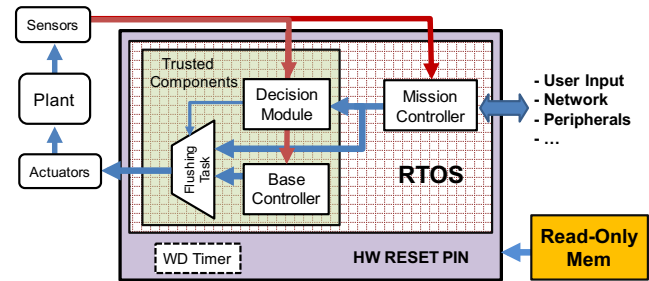 Sensors
Plant
Actuators
Trusted
Components
Decision
Module
Flushing
Task
Base
Controller
Mission
Controller
RTOS
- User Input
- Network
- Peripherals
- ...
WD Timer
HW RESET PIN
Read-Only
Mem